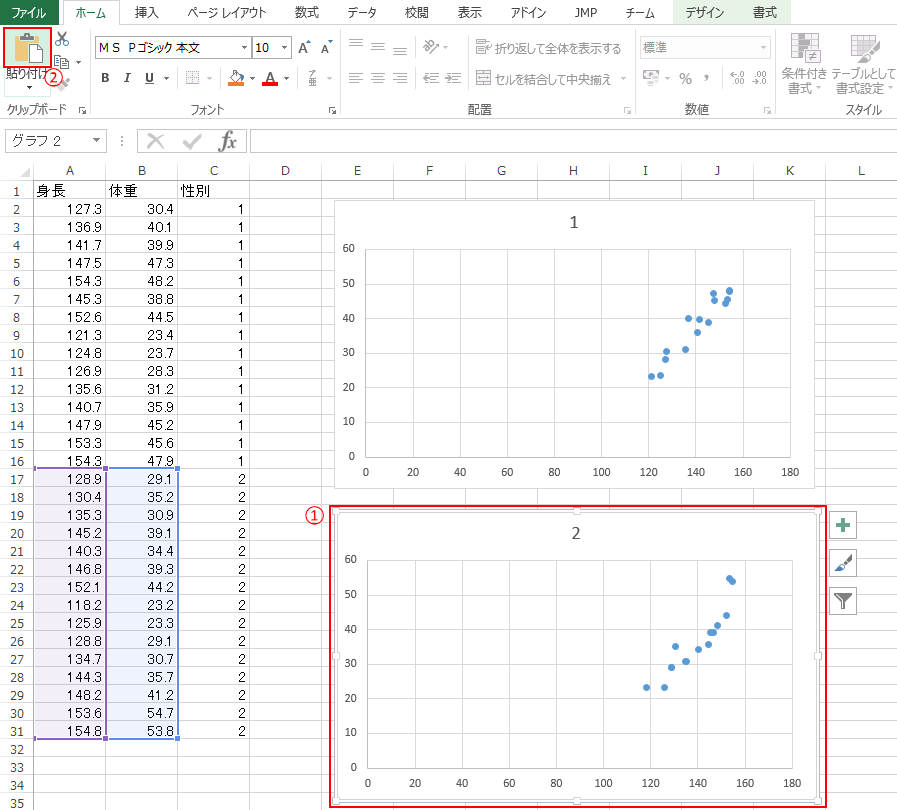 ファイル ホーム 挿入 ページ レイアウト 数式 データ 校閲 表示 アドイン JMP チーム デザイン 書式
貼り付け ②
ＭＳ Ｐゴシック 本文 10 A A
B I U A 亜
折り返して全体を表示する
セルを結合して中央揃え
標準
% , .0 .00
条件付き書式 テーブルとして書式設定
クリップボード フォント 配置 数値 スタイル
グラフ 2 fx
A B C D E F G H I J K L
1 身長 体重 性別
2 127.3 30.4 1
3 136.9 40.1 1
4 141.7 39.9 1
5 147.5 47.3 1
6 154.3 48.2 1
7 145.3 38.8 1
8 152.6 44.5 1
9 121.3 23.4 1
10 124.8 23.7 1
11 126.9 28.3 1
12 135.6 31.2 1
13 140.7 35.9 1
14 147.9 45.2 1
15 153.3 45.6 1
16 154.3 47.9 1
17 128.9 29.1 2
18 130.4 35.2 2
19 135.3 30.9 2
20 145.2 39.1 2
21 140.3 34.4 2
22 146.8 39.3 2
23 152.1 44.2 2
24 118.2 23.2 2
25 125.9 23.3 2
26 128.8 29.1 2
27 134.7 30.7 2
28 144.3 35.7 2
29 148.2 41.2 2
30 153.6 54.7 2
31 154.8 53.8 2
32
33
34
35
1
60
50
40
30
20
10
0
0 20 40 60 80 100 120 140 160 180
①
2
60
50
40
30
20
10
0
0 20 40 60 80 100 120 140 160 180